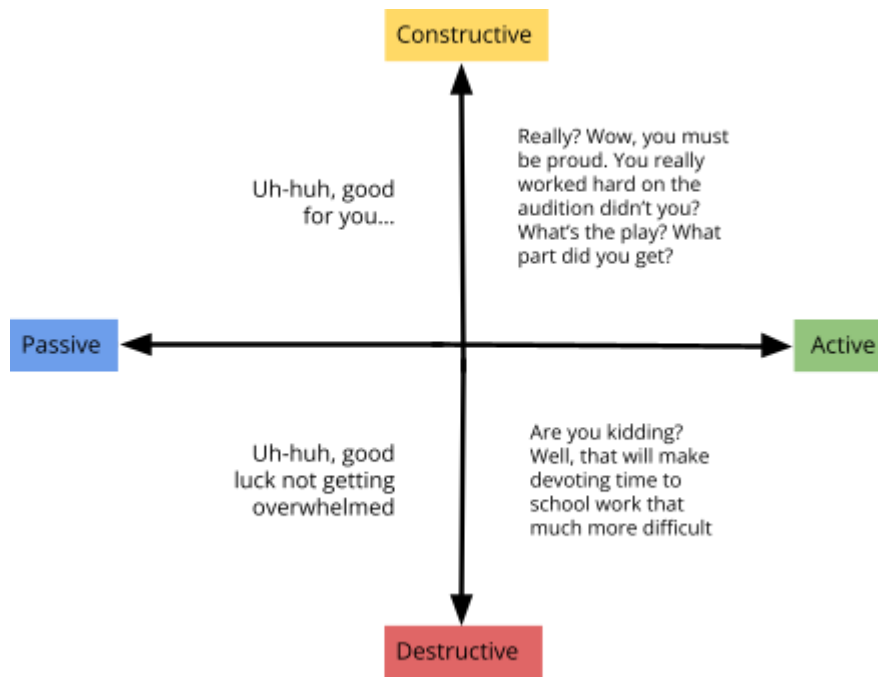 Constructive
Uh-huh, good
for you...
Really? Wow, you must
be proud. You really
worked hard on the
audition didn’t you?
What’s the play? What
part did you get?
Passive
Active
Uh-huh, good
luck not getting
overwhelmed
Are you kidding?
Well, that will make
devoting time to
school work that
much more difficult
Destructive